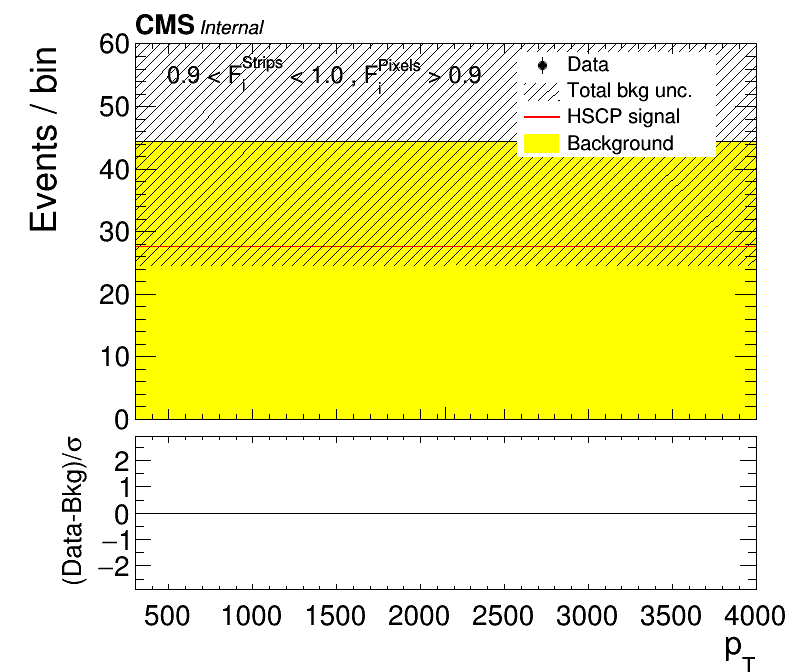 CMS Internal
60
50
40
30
20
10
0
Events / bin
0.9 < F_i^Strips < 1.0 , F_i^Pixels > 0.9
Data
Total bkg unc.
HSCP signal
Background
(Data-Bkg)/σ
2
1
0
−1
−2
500 1000 1500 2000 2500 3000 3500 4000
p_T